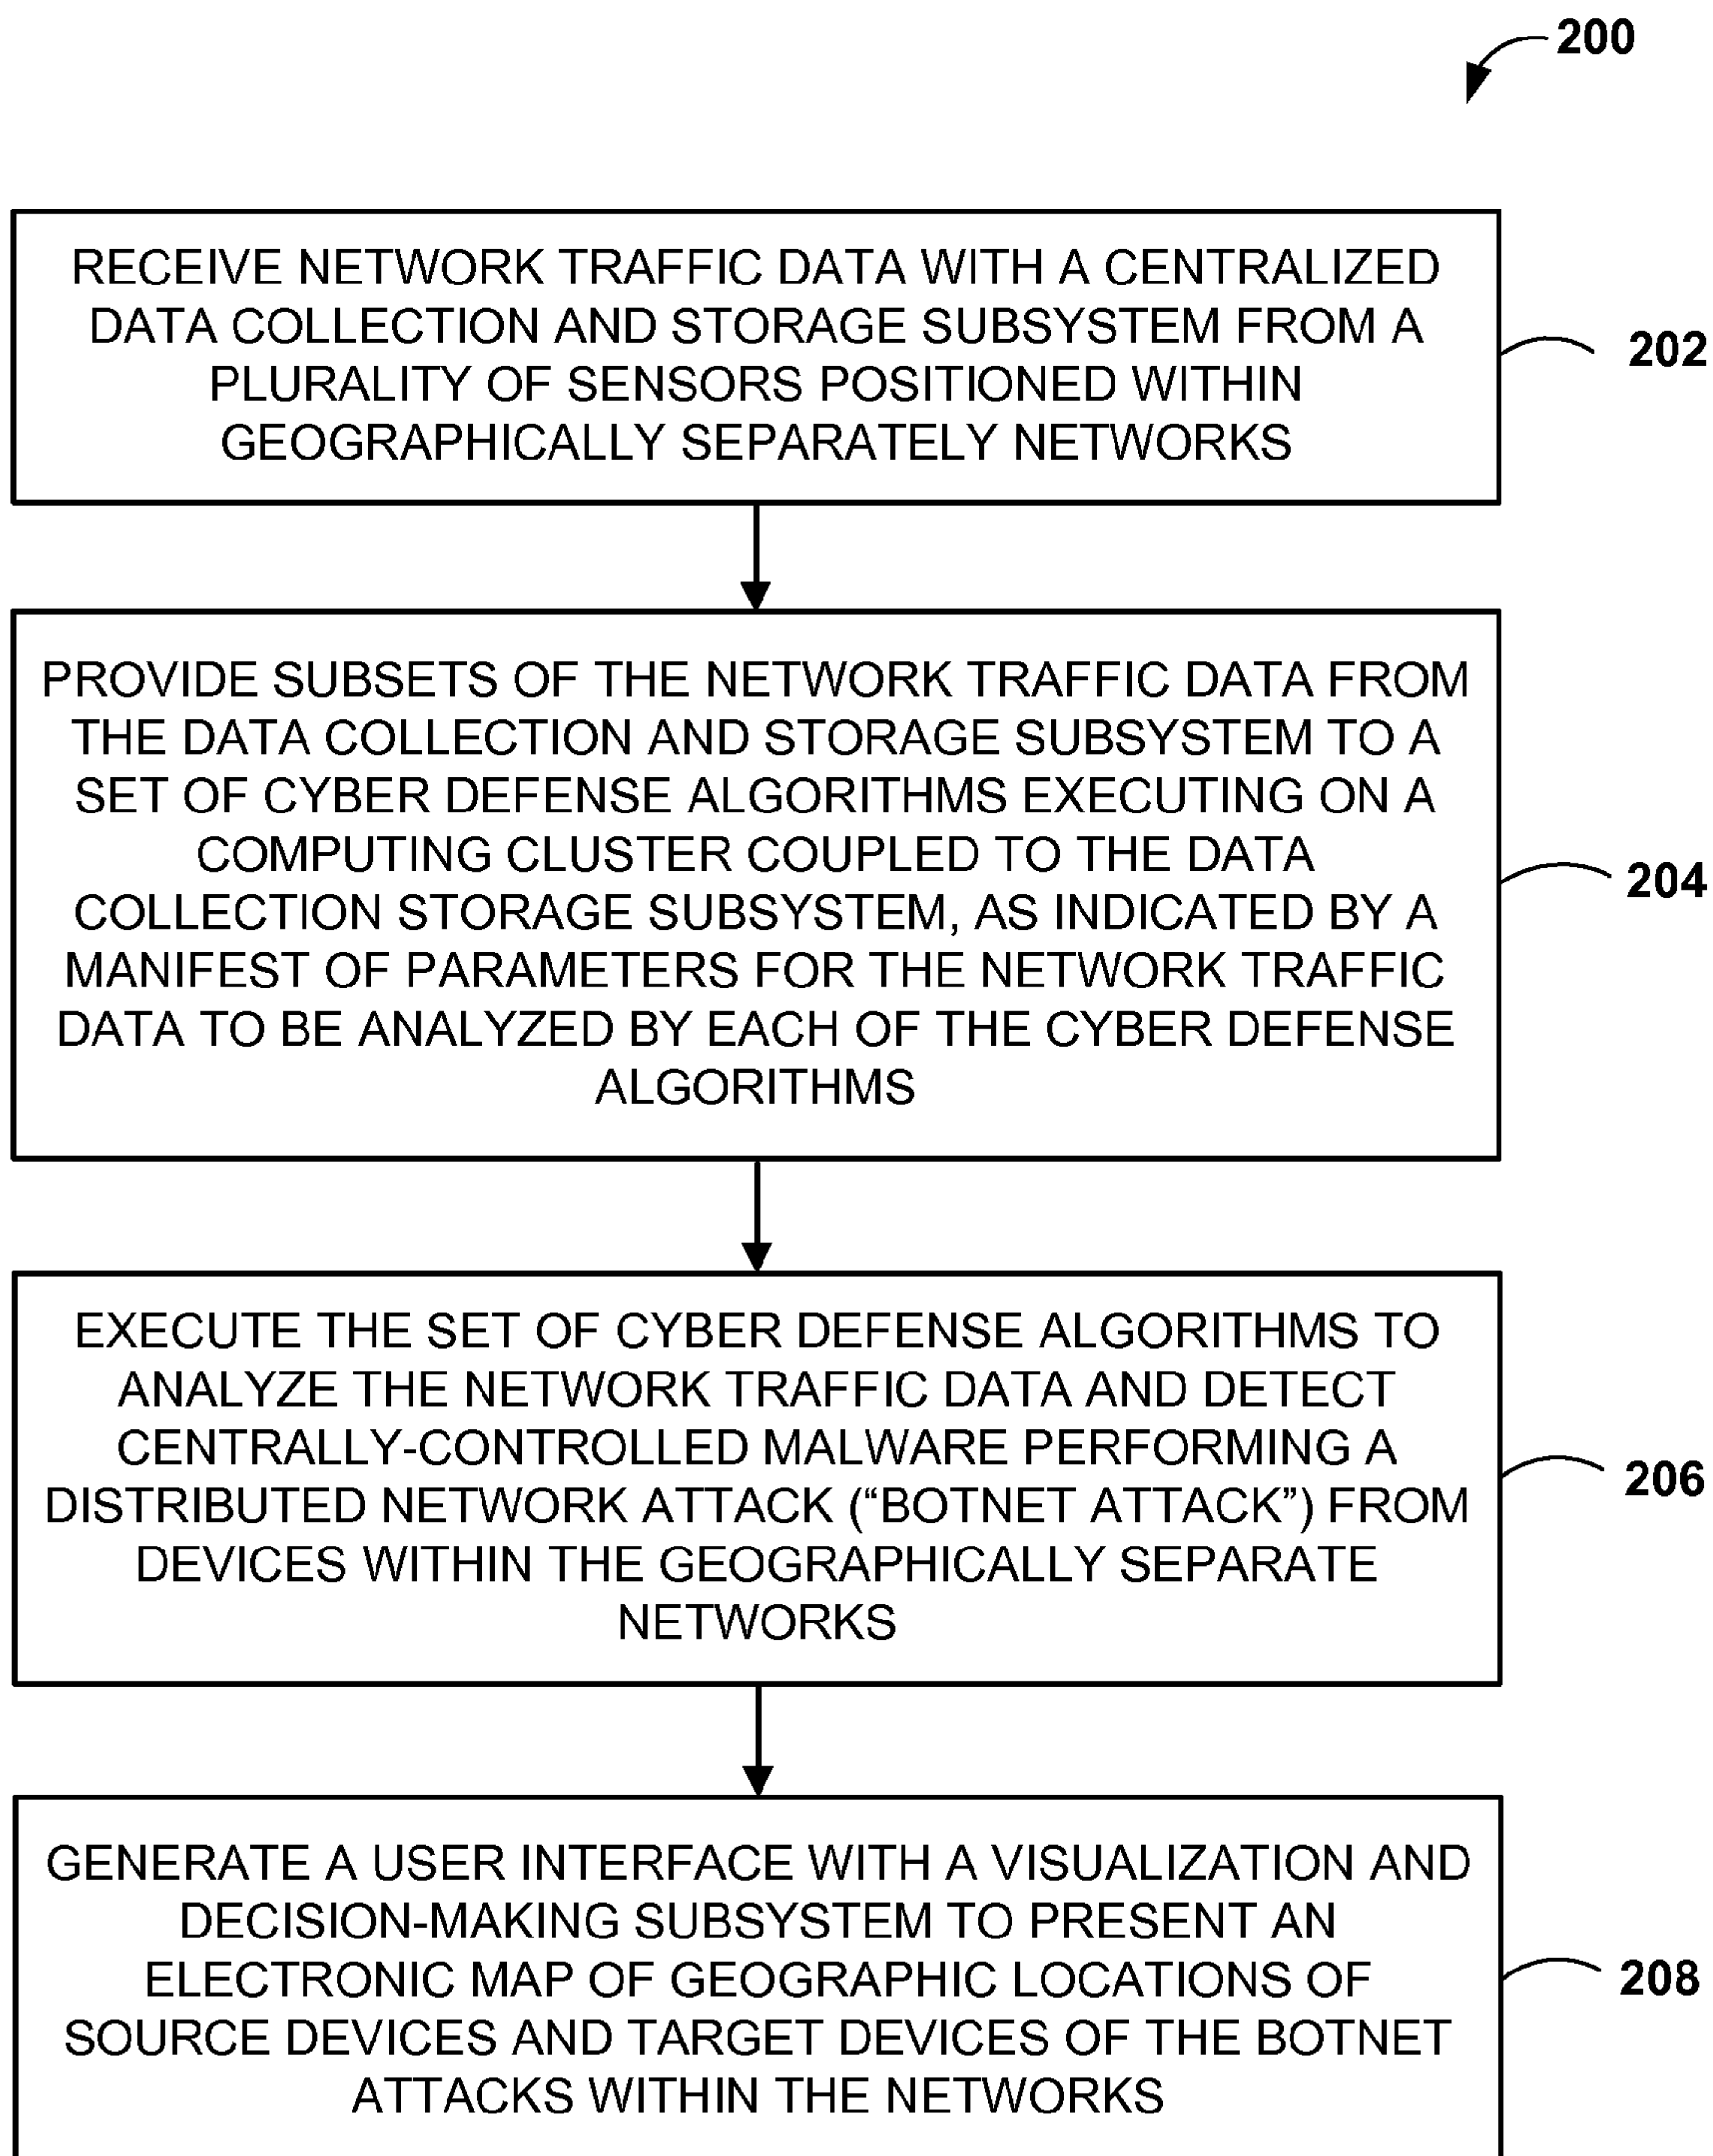 200
RECEIVE NETWORK TRAFFIC DATA WITH A CENTRALIZED
DATA COLLECTION AND STORAGE SUBSYSTEM FROM A
PLURALITY OF SENSORS POSITIONED WITHIN
GEOGRAPHICALLY SEPARATELY NETWORKS
202
PROVIDE SUBSETS OF THE NETWORK TRAFFIC DATA FROM
THE DATA COLLECTION AND STORAGE SUBSYSTEM TO A
SET OF CYBER DEFENSE ALGORITHMS EXECUTING ON A
COMPUTING CLUSTER COUPLED TO THE DATA
COLLECTION STORAGE SUBSYSTEM, AS INDICATED BY A
MANIFEST OF PARAMETERS FOR THE NETWORK TRAFFIC
DATA TO BE ANALYZED BY EACH OF THE CYBER DEFENSE
ALGORITHMS
204
EXECUTE THE SET OF CYBER DEFENSE ALGORITHMS TO
ANALYZE THE NETWORK TRAFFIC DATA AND DETECT
CENTRALLY-CONTROLLED MALWARE PERFORMING A
DISTRIBUTED NETWORK ATTACK (“BOTNET ATTACK”) FROM
DEVICES WITHIN THE GEOGRAPHICALLY SEPARATE
NETWORKS
206
GENERATE A USER INTERFACE WITH A VISUALIZATION AND
DECISION-MAKING SUBSYSTEM TO PRESENT AN
ELECTRONIC MAP OF GEOGRAPHIC LOCATIONS OF
SOURCE DEVICES AND TARGET DEVICES OF THE BOTNET
ATTACKS WITHIN THE NETWORKS
208